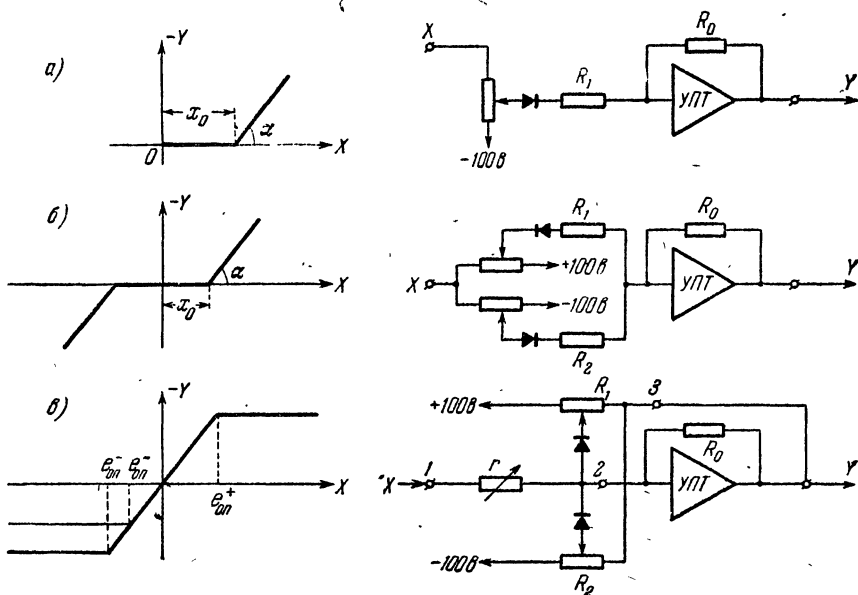 а)
-Y
x₀
α
0
X
X
-100в
R₁
R₀
УПТ
Y
б)
-Y
α
x₀
X
X
R₁
+100в
-100в
R₂
R₀
УПТ
Y
в)
-Y
e⁻оп
e⁻оп
e⁺оп
X
+100в
R₁
3
X
1
r
2
R₀
УПТ
Y
-100в
R₂